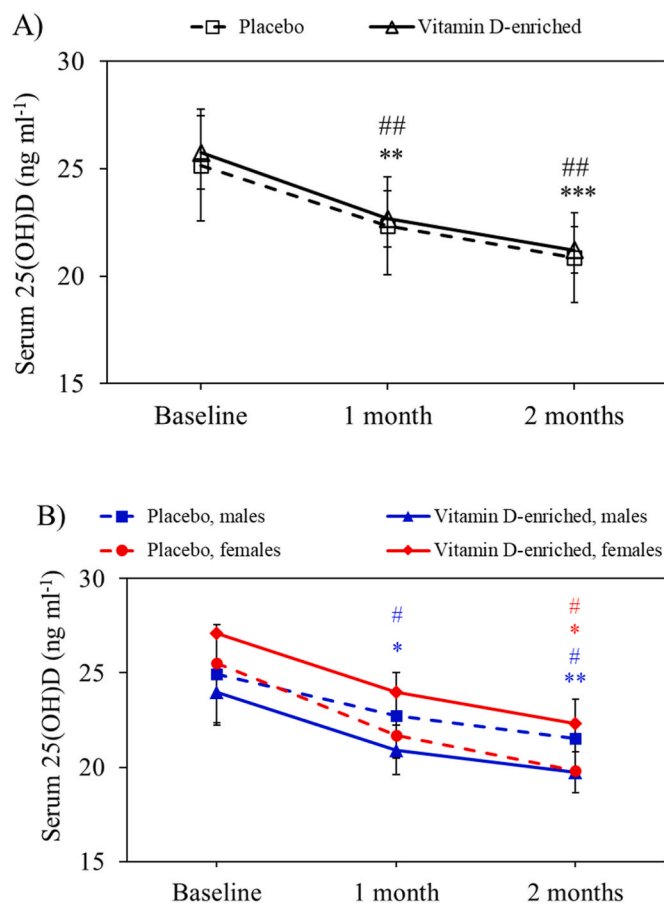 A)
Placebo Vitamin D-enriched
Serum 25(OH)D (ng ml⁻¹)
30
25
20
15
##
**
##
***
Baseline 1 month 2 months
B)
Placebo, males Vitamin D-enriched, males
Placebo, females Vitamin D-enriched, females
Serum 25(OH)D (ng ml⁻¹)
30
25
20
15
#
*
#
*
#
**
Baseline 1 month 2 months